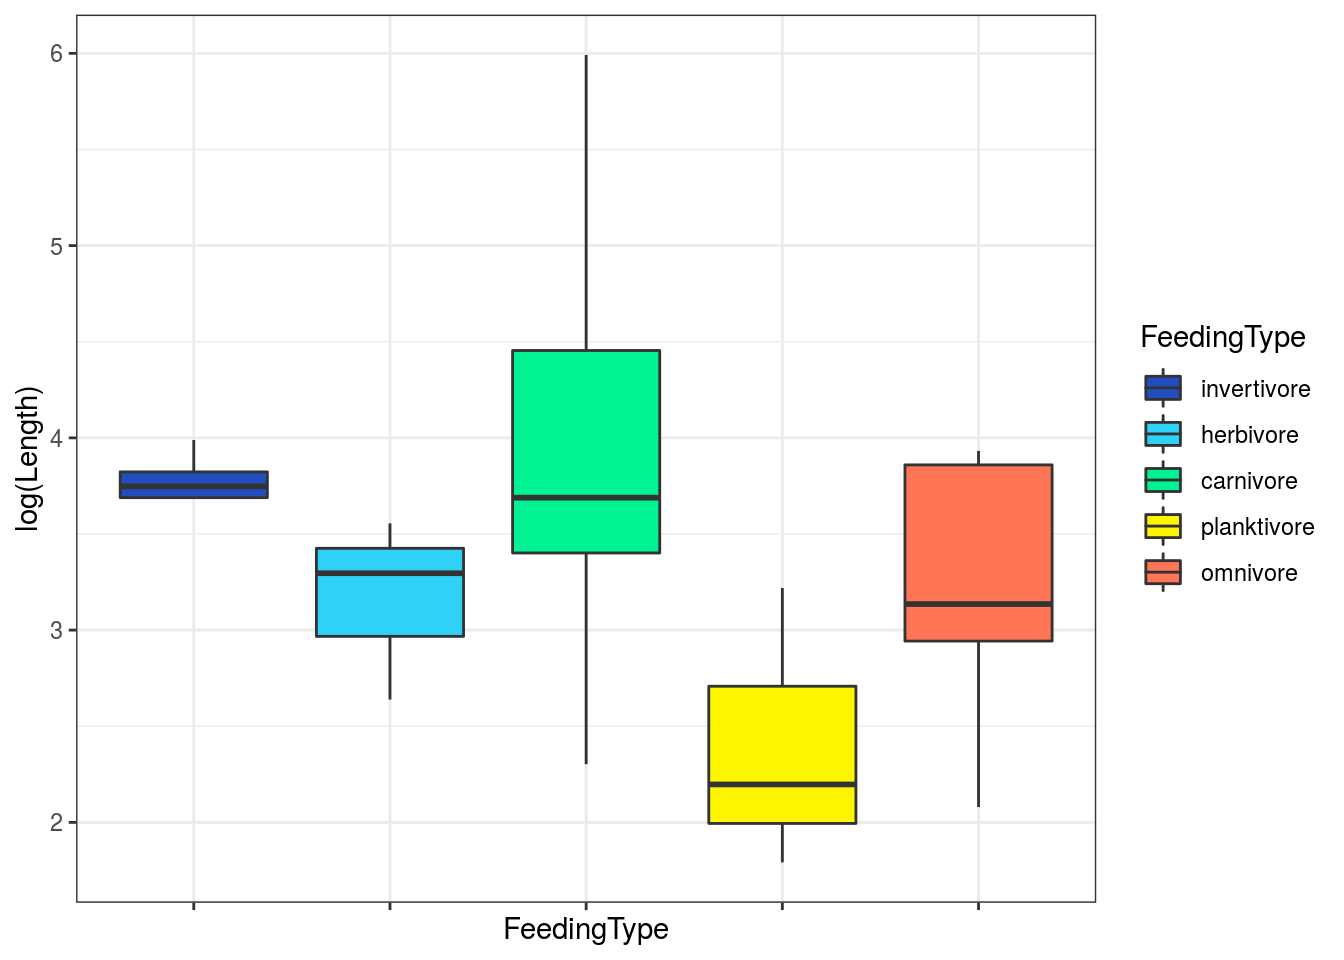 6
5
4
3
2
log(Length)
FeedingType
FeedingType
invertivore
herbivore
carnivore
planktivore
omnivore